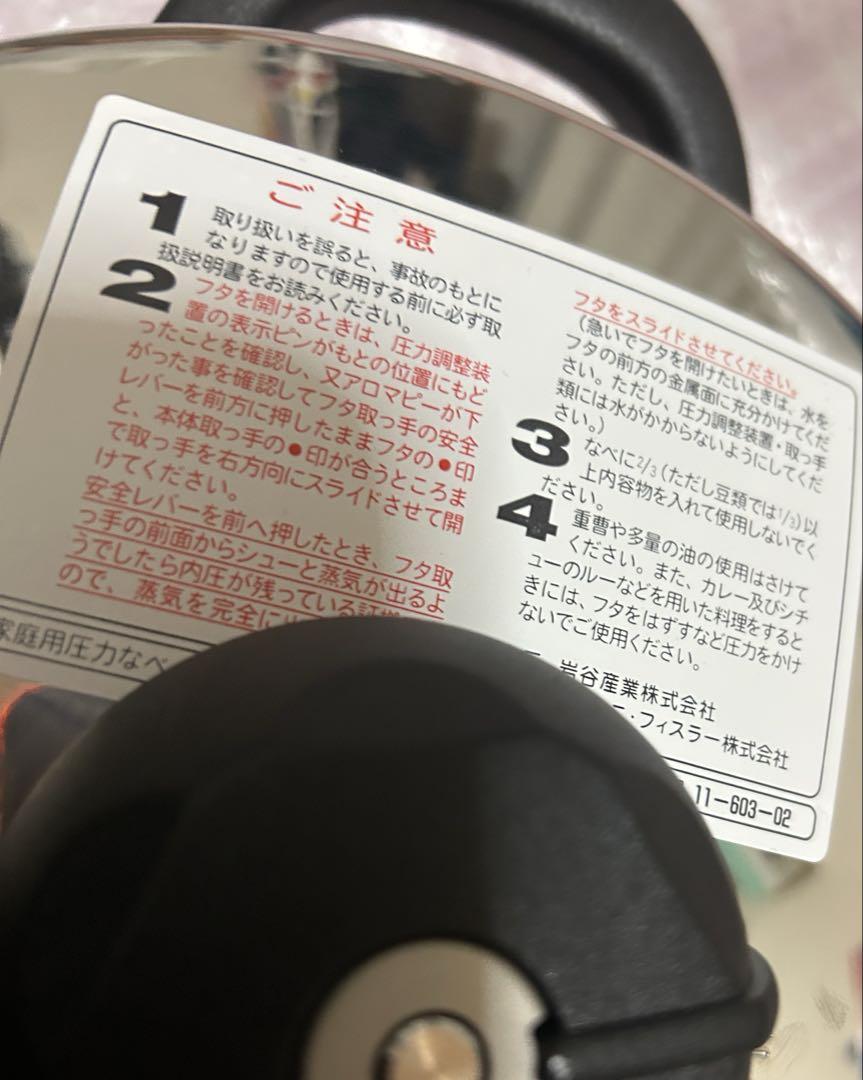 ご注意
1 取り扱いを誤ると、事故のもとに
なりますので使用する前に必ず取
扱説明書をお読みください。
2 フタを開けるときは、圧力調整装
置の表示ピンがもとの位置にもど
ったことを確認し、又アロマピーが下
がった事を確認してフタ取っ手の安全
レバーを前方に押したままフタの●印
と、本体取っ手の●印が合うところま
で取っ手を右方向にスライドさせて開
けてください。
安全レバーを前へ押したとき、フタ取
っ手の前面からシューと蒸気が出るよ
うでしたら内圧が残っている証拠
ので、蒸気を完全に
フタをスライドさせてください。
(急いでフタを開けたいときは、水を
フタの前方の金属面に充分かけてくだ
さい。ただし、圧力調整装置・取っ手
類には水がかからないようにしてくだ
さい。)
3 なべに2/3(ただし豆類では1/3)以
上内容物を入れて使用しないでく
ださい。
4 重曹や多量の油の使用はさけて
ください。また、カレー及びシチ
ューのルーなどを用いた料理をすると
きには、フタをはずすなど圧力をかけ
ないでご使用ください。
岩谷産業株式会社
・フィスラー株式会社
家庭用圧力なべ
11-603-02